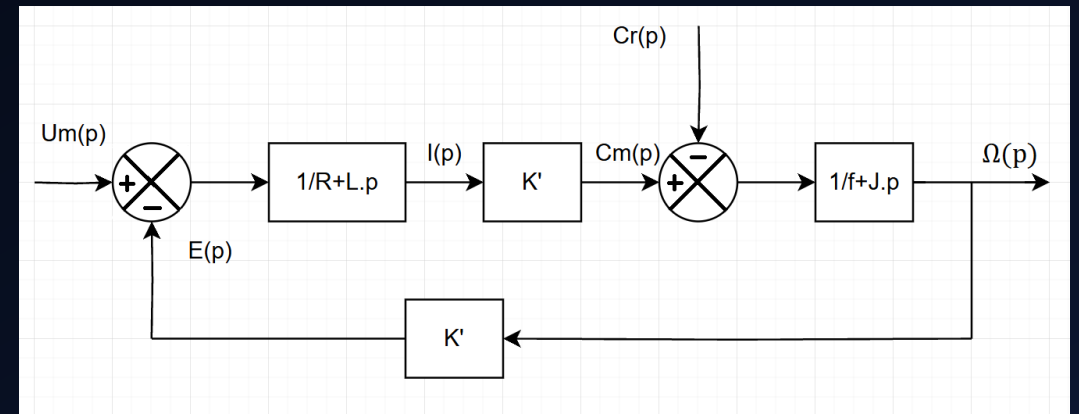 Cr(p)
Um(p)
I(p)
Cm(p)
Ω(p)
+
1/R+L.p
K'
−
+
1/f+J.p
−
E(p)
K'